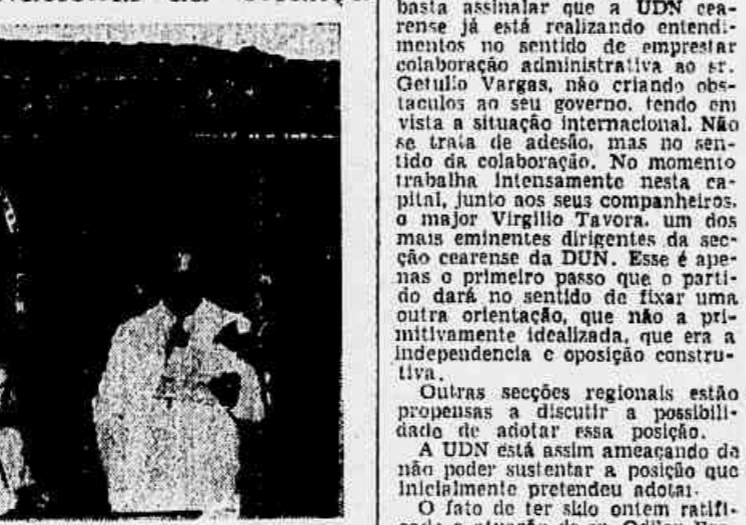 basta assinalar que a UDN cea-
rense já está realizando entendi-
mentos no sentido de emprestar
colaboração administrativa ao sr.
Getulio Vargas, não criando obs-
taculos ao seu governo, tendo em
vista a situação internacional. Não
se trata de adesão, mas no sen-
tido da colaboração. No momento
trabalha intensamente nesta ca-
pital, junto aos seus companheiros,
o major Virgilio Tavora, um dos
mais eminentes dirigentes da sec-
ção cearense da DUN. Esse é ape-
nas o primeiro passo que o parti-
do dará no sentido de fixar uma
outra orientação, que não a pri-
mitivamente idealizada, que era a
independencia e oposição constru-
tiva.
Outras secções regionais estão
propensas a discutir a possibili-
dade de adotar essa posição.
A UDN está assim ameaçando de
não poder sustentar a posição que
inicialmente pretendeu adotar.
O fato de ter sido ontem ratifi-